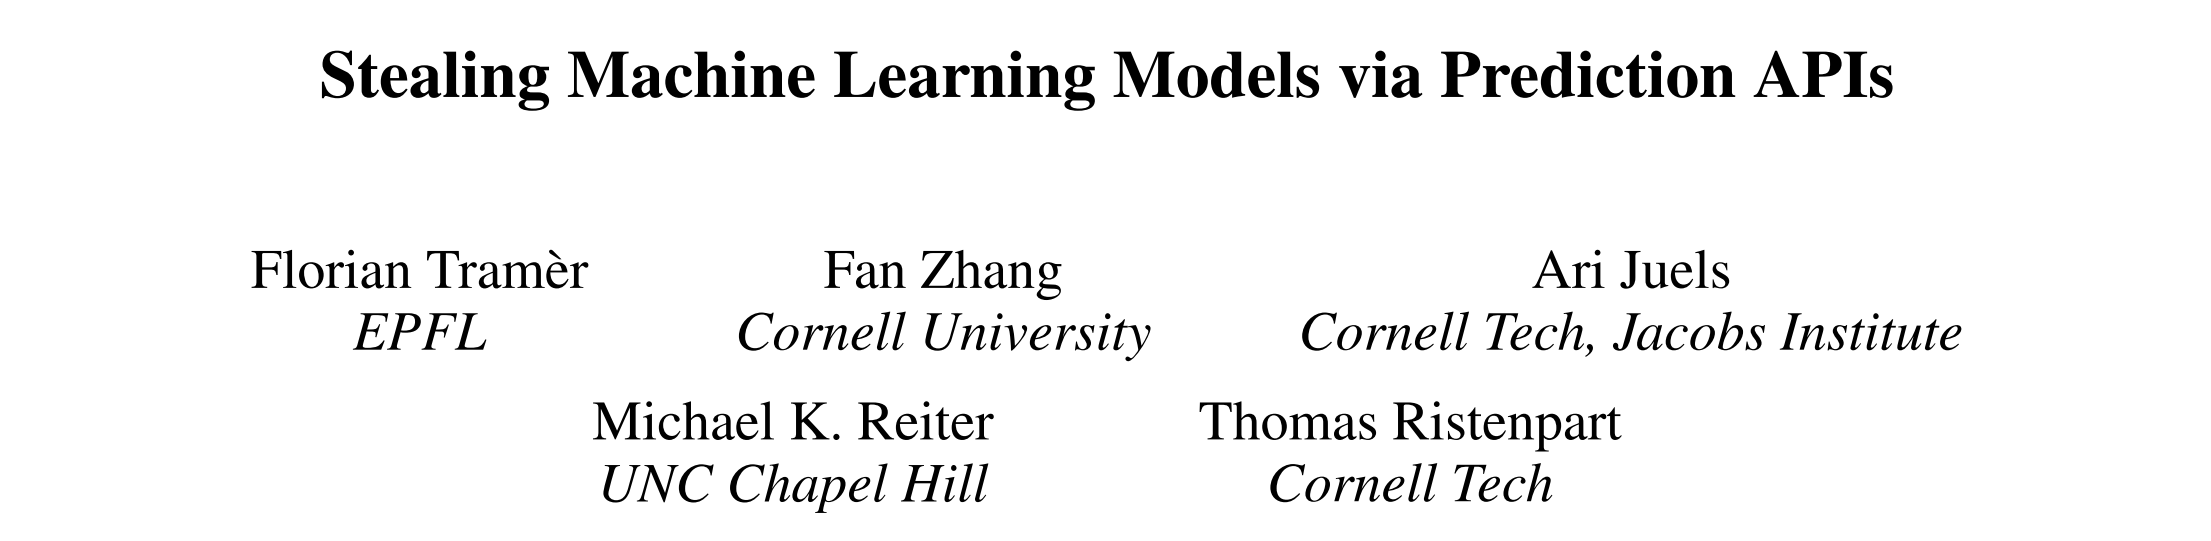 Stealing Machine Learning Models via Prediction APIs
Florian Tramèr Fan Zhang Ari Juels
EPFL Cornell University Cornell Tech, Jacobs Institute
Michael K. Reiter Thomas Ristenpart
UNC Chapel Hill Cornell Tech